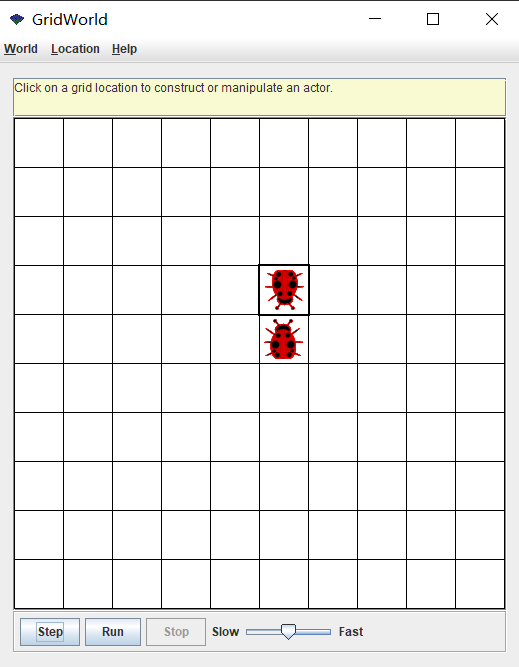 GridWorld
World Location Help
Click on a grid location to construct or manipulate an actor.
Step Run Stop Slow Fast